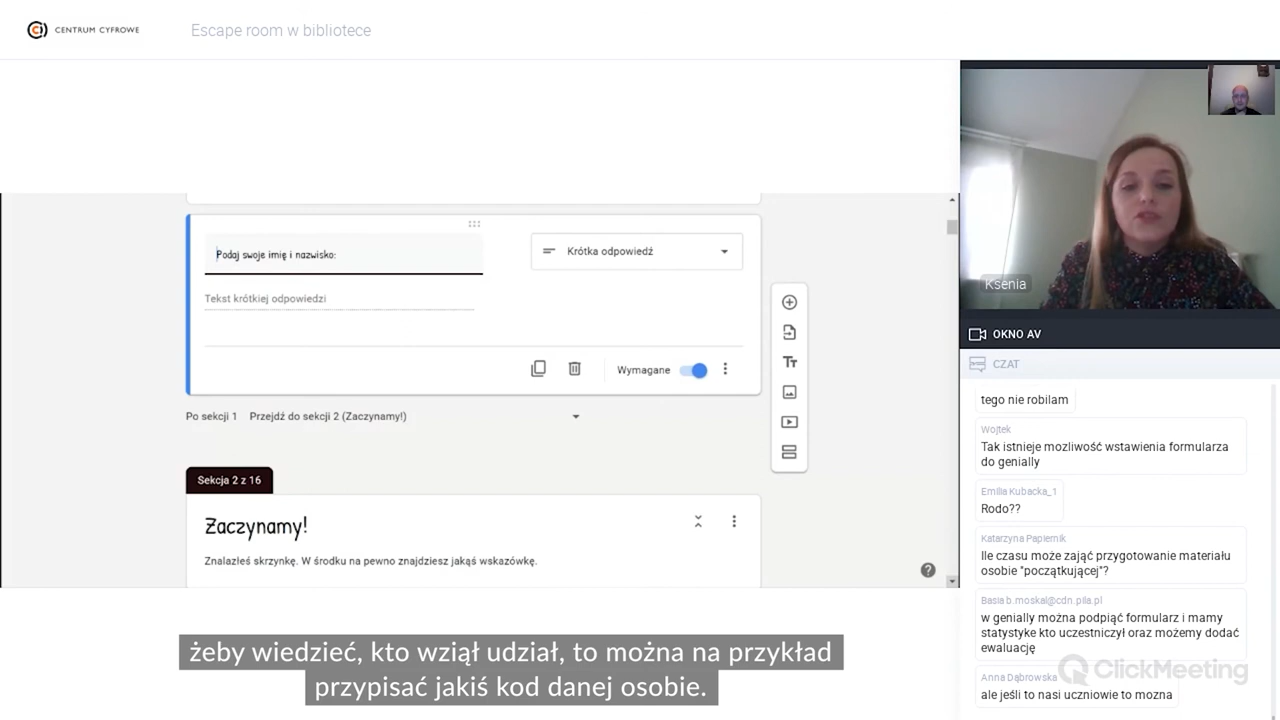 CENTRUM CYFROWE
Escape room w bibliotece
Podaj swoje imię i nazwisko:
Krótka odpowiedź
Tekst krótkiej odpowiedzi
Wymagane
Po sekcji 1 Przejdź do sekcji 2 (Zaczynamy!)
Sekcja 2 z 16
Zaczynamy!
Znalazłeś skrzynkę. W środku na pewno znajdziesz jakąś wskazówkę.
żeby wiedzieć, kto wziął udział, to można na przykład
przypisać jakiś kod danej osobie.
Ksenia
OKNO AV
CZAT
tego nie robilam
Wojtek
Tak istnieje mozliwość wstawienia formularza
do genially
Emilia Kubacka_1
Rodo??
Katarzyna Papiernik
Ile czasu może zająć przygotowanie materiału
osobie "początkującej"?
Basia b.moskal@cdn.pila.pl
w genially można podpiąć formularz i mamy
statystyke kto uczestniczył oraz możemy dodać
ewaluację
Anna Dąbrowska
ale jeśli to nasi uczniowie to mozna
ClickMeeting